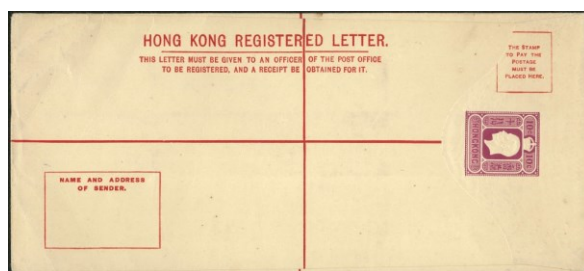 HONG KONG REGISTERED LETTER.
THIS LETTER MUST BE GIVEN TO AN OFFICER OF THE POST OFFICE
TO BE REGISTERED, AND A RECEIPT BE OBTAINED FOR IT.
THE STAMP
TO PAY THE
POSTAGE
MUST BE
PLACED HERE.
HONGKONG
NAME AND ADDRESS
OF SENDER.